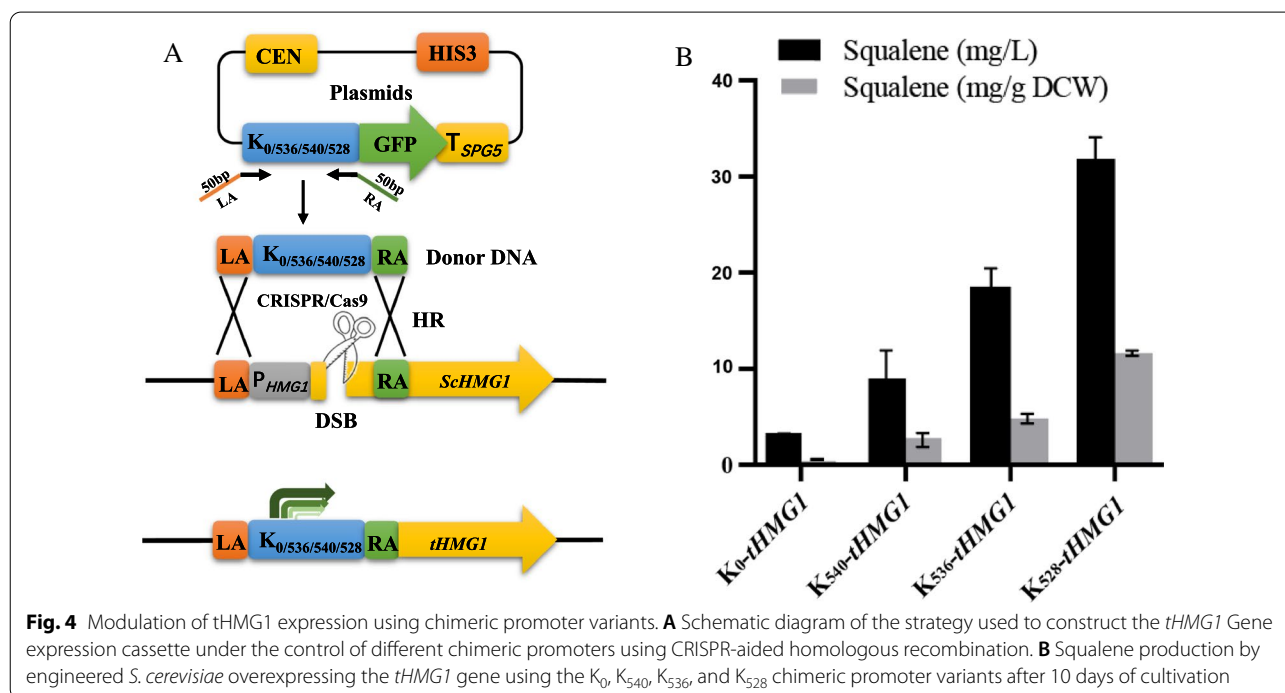 A
CEN
HIS3
Plasmids
K0/536/540/528
GFP
TSPG5
50bp
LA
50bp
RA
LA
K0/536/540/528
RA
Donor DNA
CRISPR/Cas9
HR
LA
PHMG1
RA
ScHMG1
DSB
LA
K0/536/540/528
RA
tHMG1
B
Squalene (mg/L)
Squalene (mg/g DCW)
40
30
20
10
0
K0-tHMG1
K540-tHMG1
K536-tHMG1
K528-tHMG1
Fig. 4 Modulation of tHMG1 expression using chimeric promoter variants. A Schematic diagram of the strategy used to construct the tHMG1 Gene
expression cassette under the control of different chimeric promoters using CRISPR-aided homologous recombination. B Squalene production by
engineered S. cerevisiae overexpressing the tHMG1 gene using the K0, K540, K536, and K528 chimeric promoter variants after 10 days of cultivation